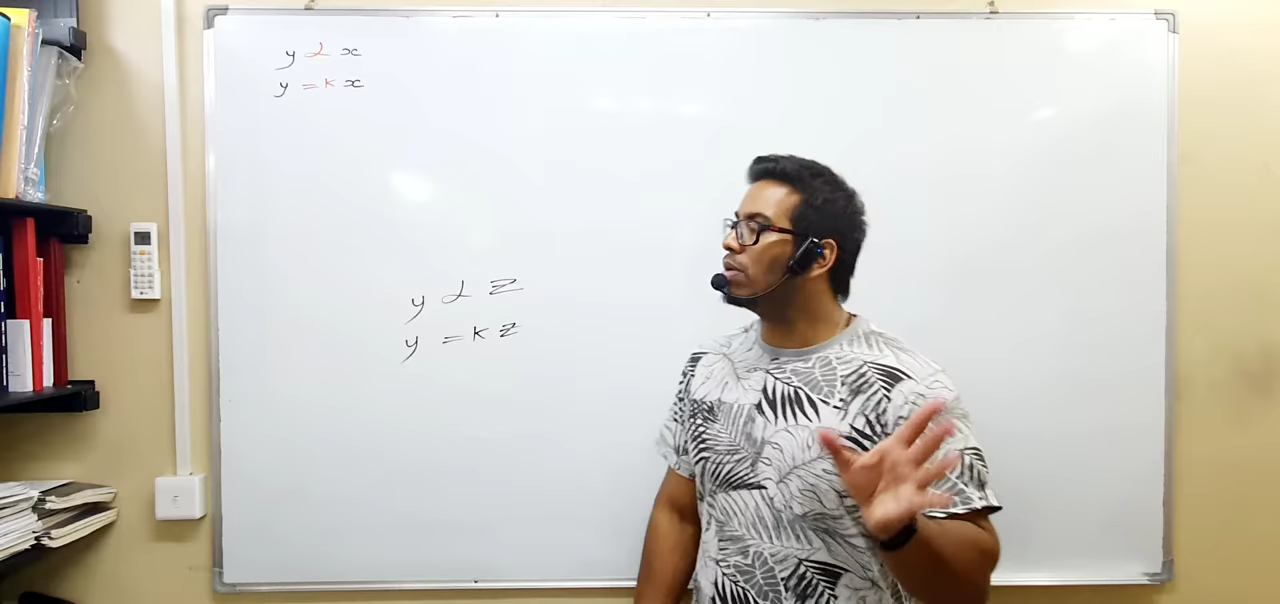 y ∝ x
y = k x
y ∝ z
y = k z